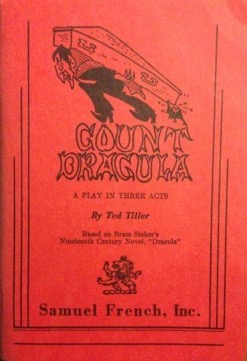 COUNT
DRACULA
A PLAY IN THREE ACTS
By Ted Tiller
Based on Bram Stoker's
Nineteenth Century Novel, "Dracula"
Samuel French, Inc.